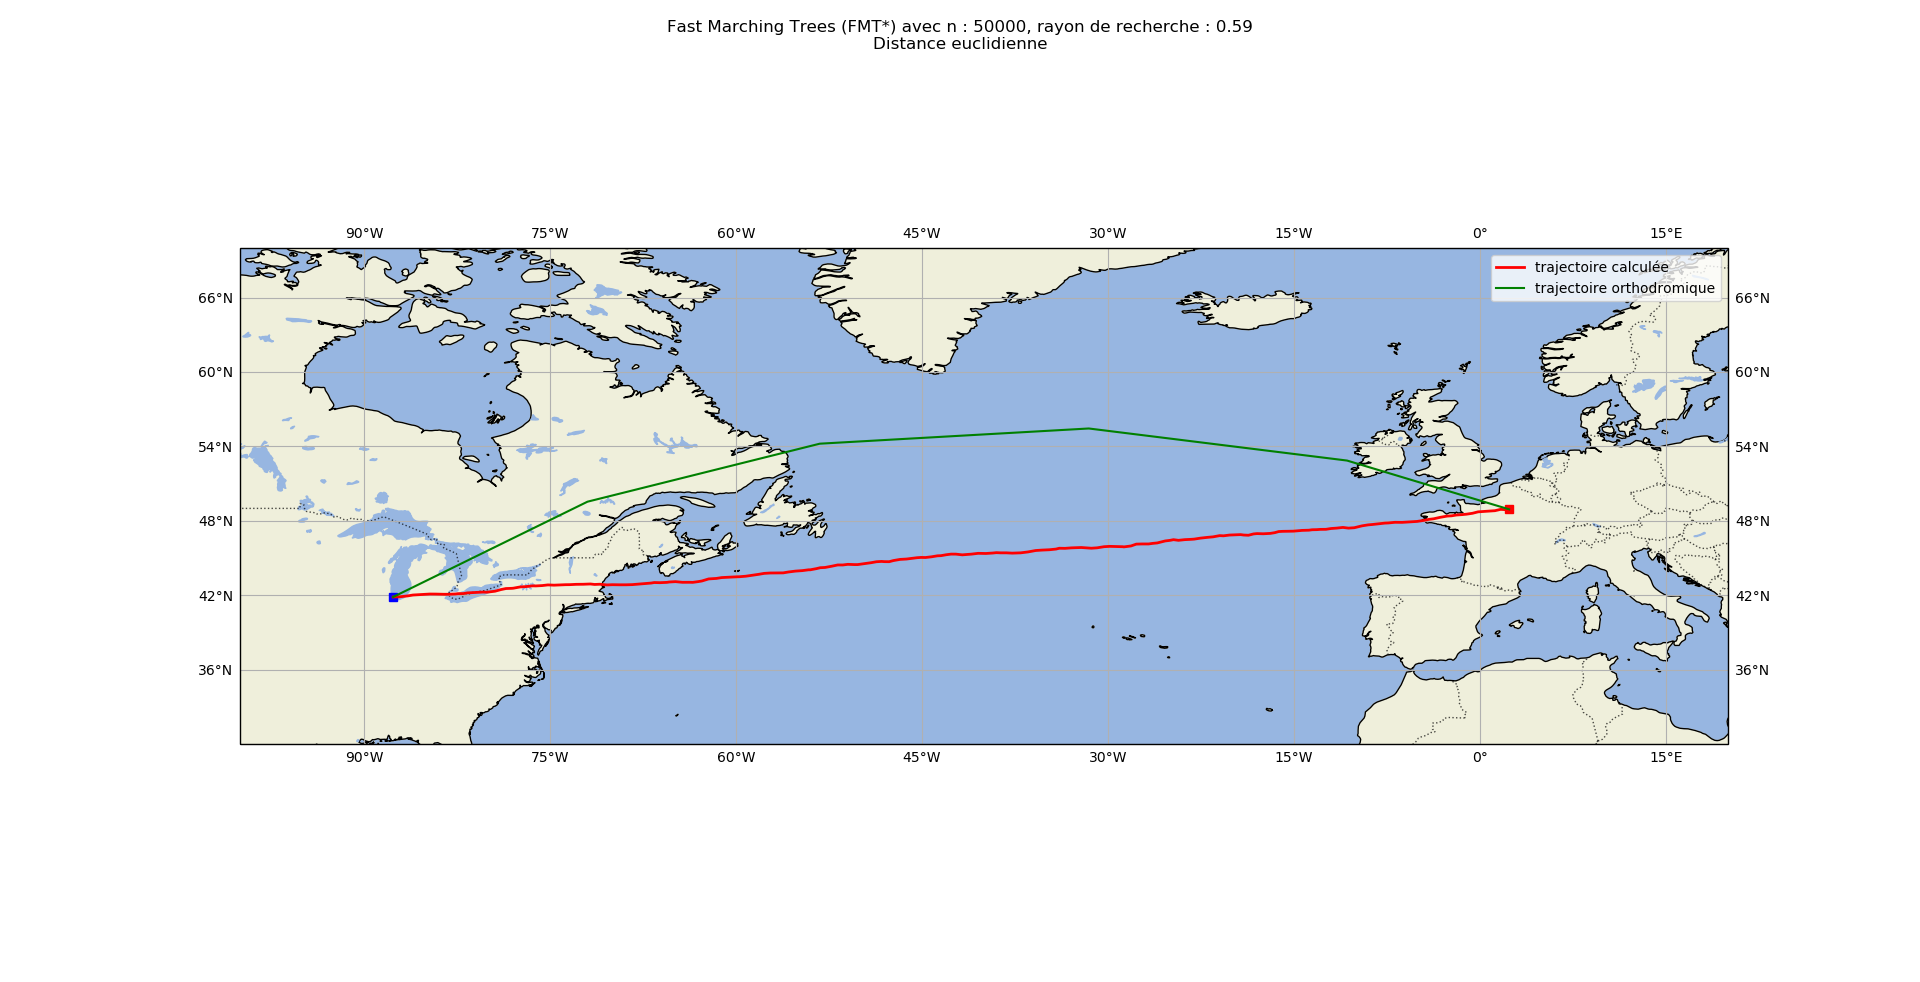 Fast Marching Trees (FMT*) avec n : 50000, rayon de recherche : 0.59
Distance euclidienne
90°W 75°W 60°W 45°W 30°W 15°W 0° 15°E
trajectoire calculée
trajectoire orthodromique
66°N 66°N
60°N 60°N
54°N 54°N
48°N 48°N
42°N 42°N
36°N 36°N
90°W 75°W 60°W 45°W 30°W 15°W 0° 15°E